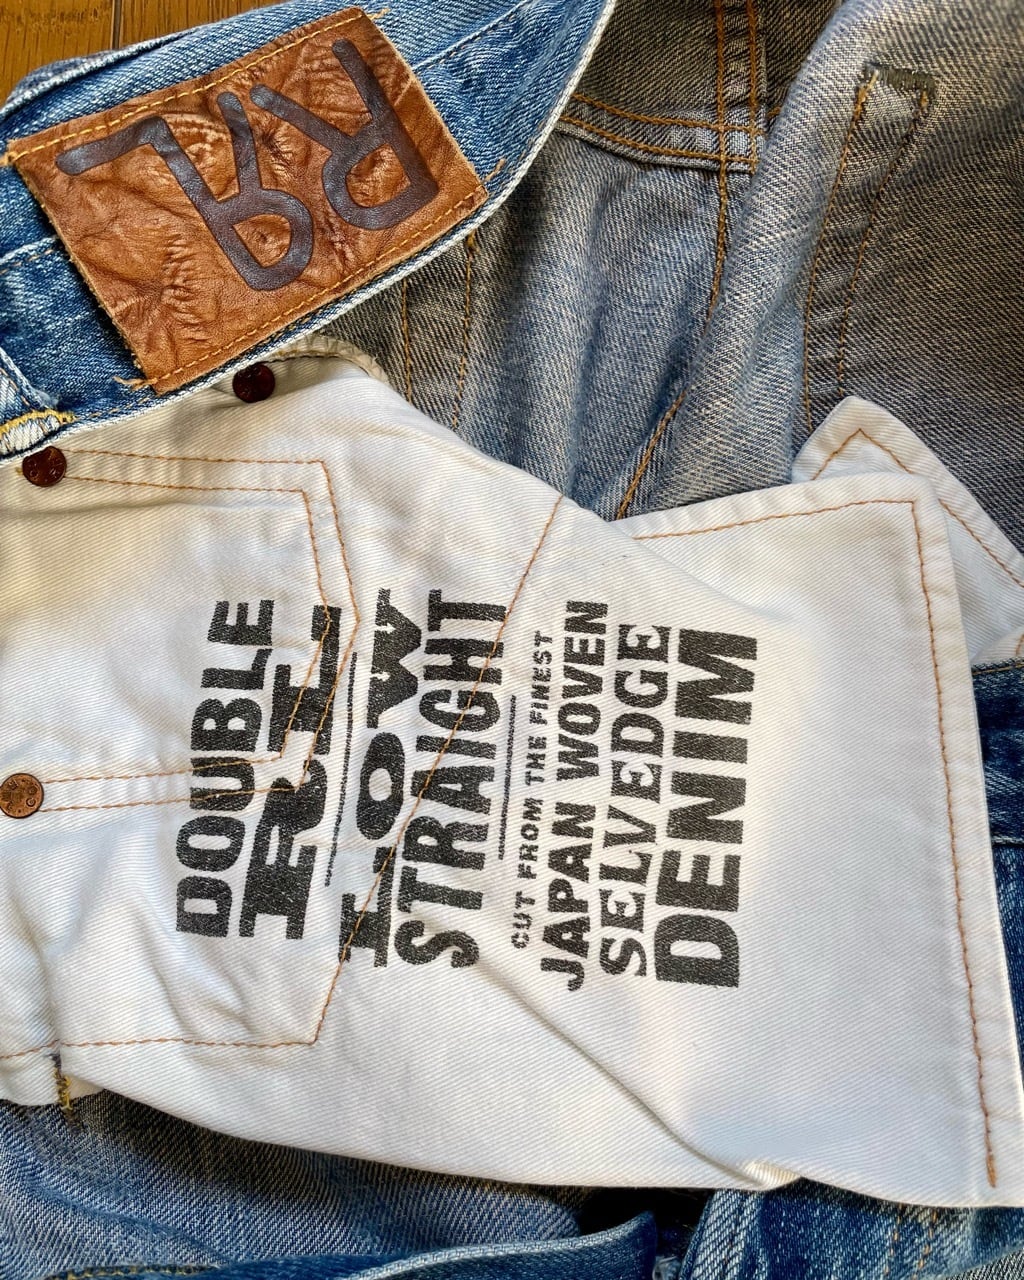 RRL
DOUBLE
RL
LOW
STRAIGHT
CUT FROM THE FINEST
JAPAN WOVEN
SELVEDGE
DENIM